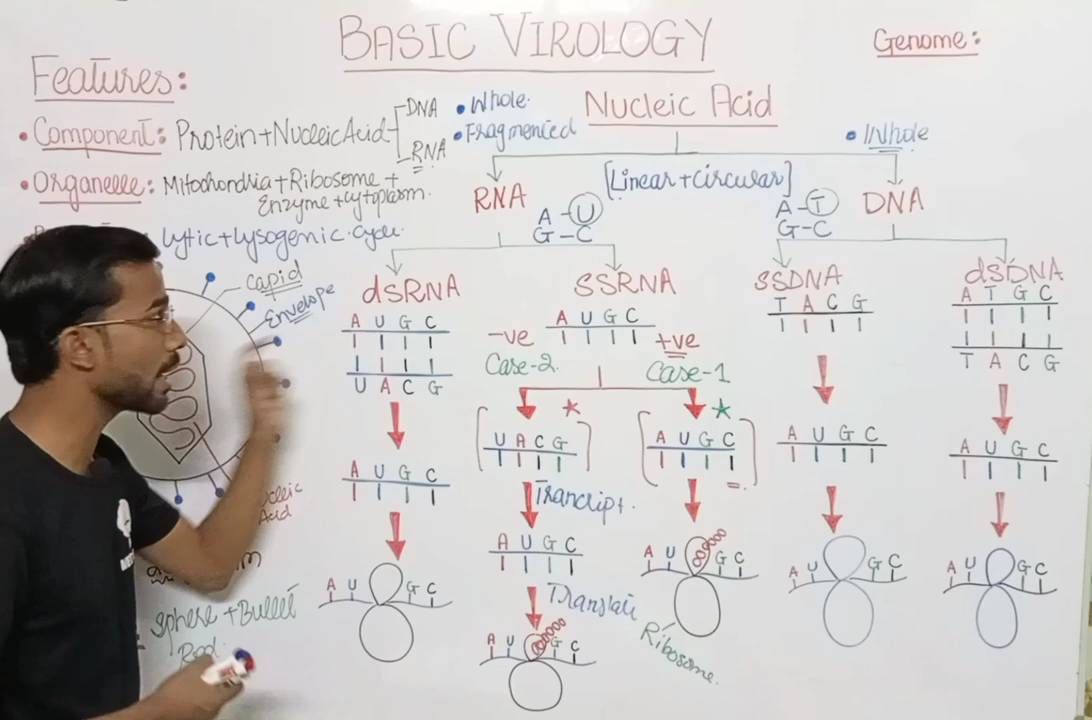 BASIC VIROLOGY
Genome:
Features:
• Component: Protein+Nucleic Acid
DNA
RNA
• Organelle: Mitochondria+Ribosome+
Enzyme+Cytoplasm.
Lytic+Lysogenic Cycle
Capid
+
Envelope
Acid
Sphere+Bullet
Rod.
• Whole.
• Fragmented
Nucleic Acid
• Whole
[Linear+Circular]
RNA
A-U
G-C
DNA
A-T
G-C
dsRNA
A U G C
U A C G
A U G C
A U G C
SSRNA
A U G C
-ve
Case-2.
+ve
Case-1
U A C G
Trancript.
A U G C
Translati
A U G C
A U G C
A U G C
Ribosome.
SSDNA
T A C G
A U G C
A U G C
dsDNA
A T G C
T A C G
A U G C
A U G C